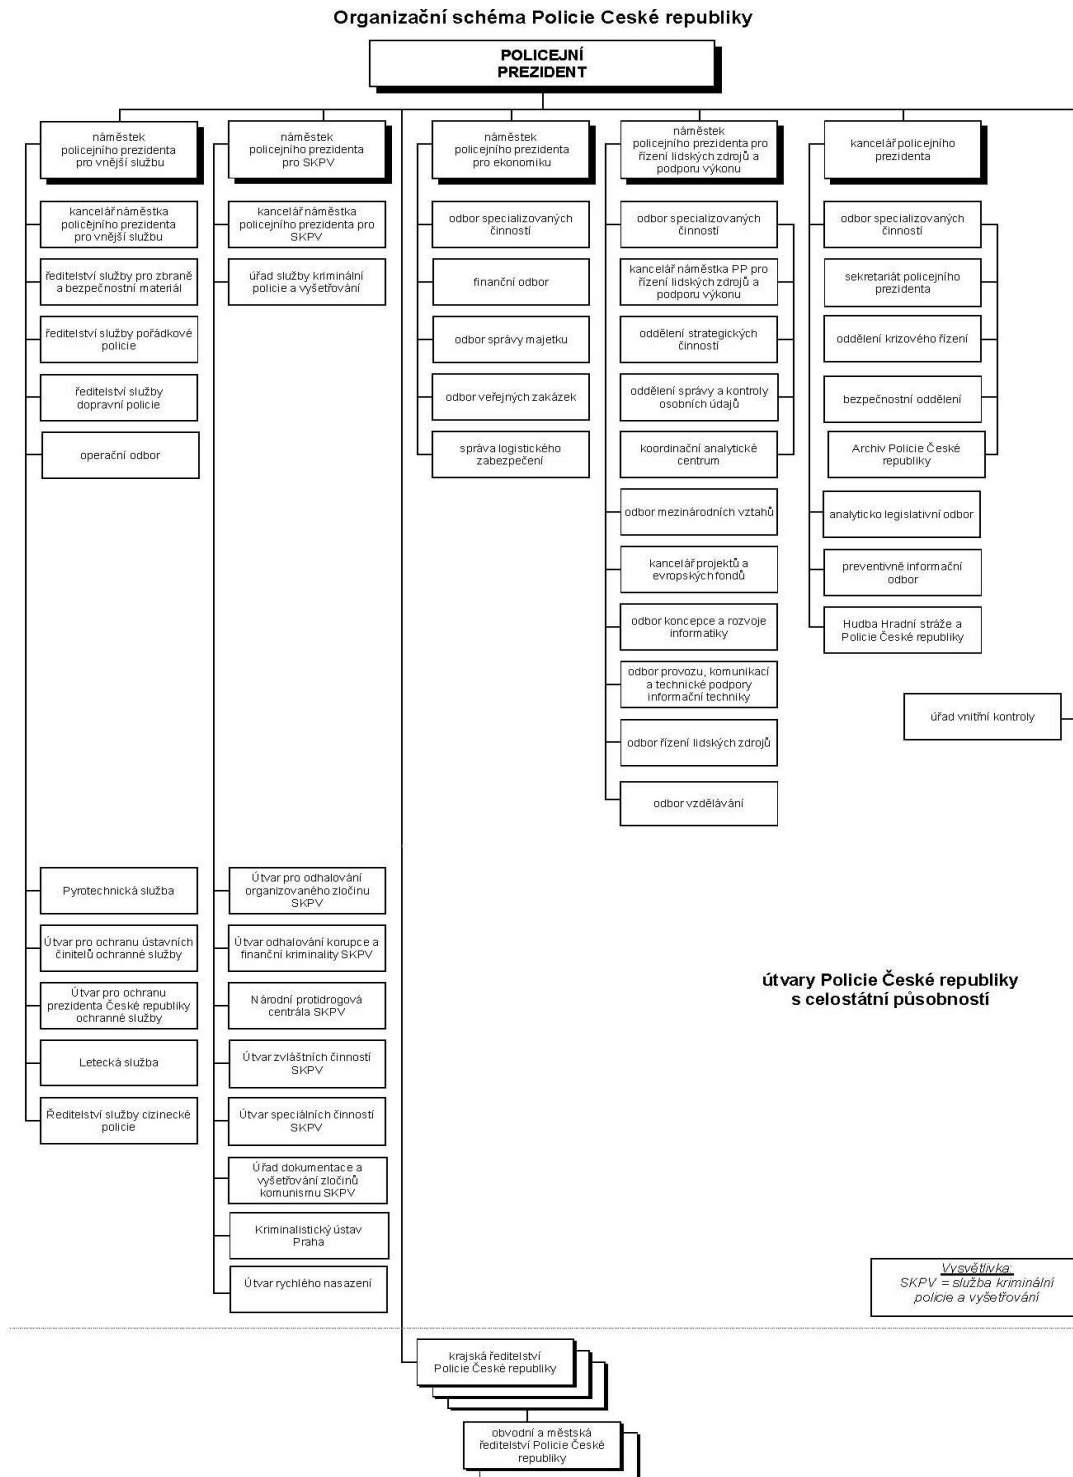 Organizační schéma Policie České republiky
POLICEJNÍ
PREZIDENT
náměstek
policejního prezidenta
pro vnější službu
kancelář náměstka
policejního prezidenta
pro vnější službu
ředitelství služby pro zbraně
a bezpečnostní materiál
ředitelství služby pořádkové
policie
ředitelství služby
dopravní policie
operační odbor
Pyrotechnická služba
Útvar pro ochranu ústavních
činitelů ochranné služby
Útvar pro ochranu
prezidenta České republiky
ochranné služby
Letecká služba
Ředitelství služby cizinecké
policie
náměstek
policejního prezidenta
pro SKPV
kancelář náměstka
policejního prezidenta pro
SKPV
úřad služby kriminální
policie a vyšetřování
Útvar pro odhalování
organizovaného zločinu
SKPV
Útvar odhalování korupce a
finanční kriminality SKPV
Národní protidrogová
centrála SKPV
Útvar zvláštních činností
SKPV
Útvar speciálních činností
SKPV
Úřad dokumentace a
vyšetřování zločinů
komunismu SKPV
Kriminalistický ústav
Praha
Útvar rychlého nasazení
náměstek
policejního prezidenta
pro ekonomiku
odbor specializovaných
činností
finanční odbor
odbor správy majetku
odbor veřejných zakázek
správa logistického
zabezpečení
náměstek
policejního prezidenta pro
řízení lidských zdrojů a
podporu výkonu
odbor specializovaných
činností
kancelář náměstka PP pro
řízení lidských zdrojů a
podporu výkonu
oddělení strategických
činností
oddělení správy a kontroly
osobních údajů
koordinační analytické
centrum
odbor mezinárodních vztahů
kancelář projektů a
evropských fondů
odbor koncepce a rozvoje
informatiky
odbor provozu, komunikací
a technické podpory
informační techniky
odbor řízení lidských zdrojů
odbor vzdělávání
kancelář policejního
prezidenta
odbor specializovaných
činností
sekretariát policejního
prezidenta
oddělení krizového řízení
bezpečnostní oddělení
Archiv Policie České
republiky
analyticko legislativní odbor
preventivně informační
odbor
Hudba Hradní stráže a
Policie České republiky
úřad vnitřní kontroly
útvary Policie České republiky
s celostátní působností
Vysvětlivka:
SKPV = služba kriminální
policie a vyšetřování
krajská ředitelství
Policie České republiky
obvodní a městská
ředitelství Policie České
republiky